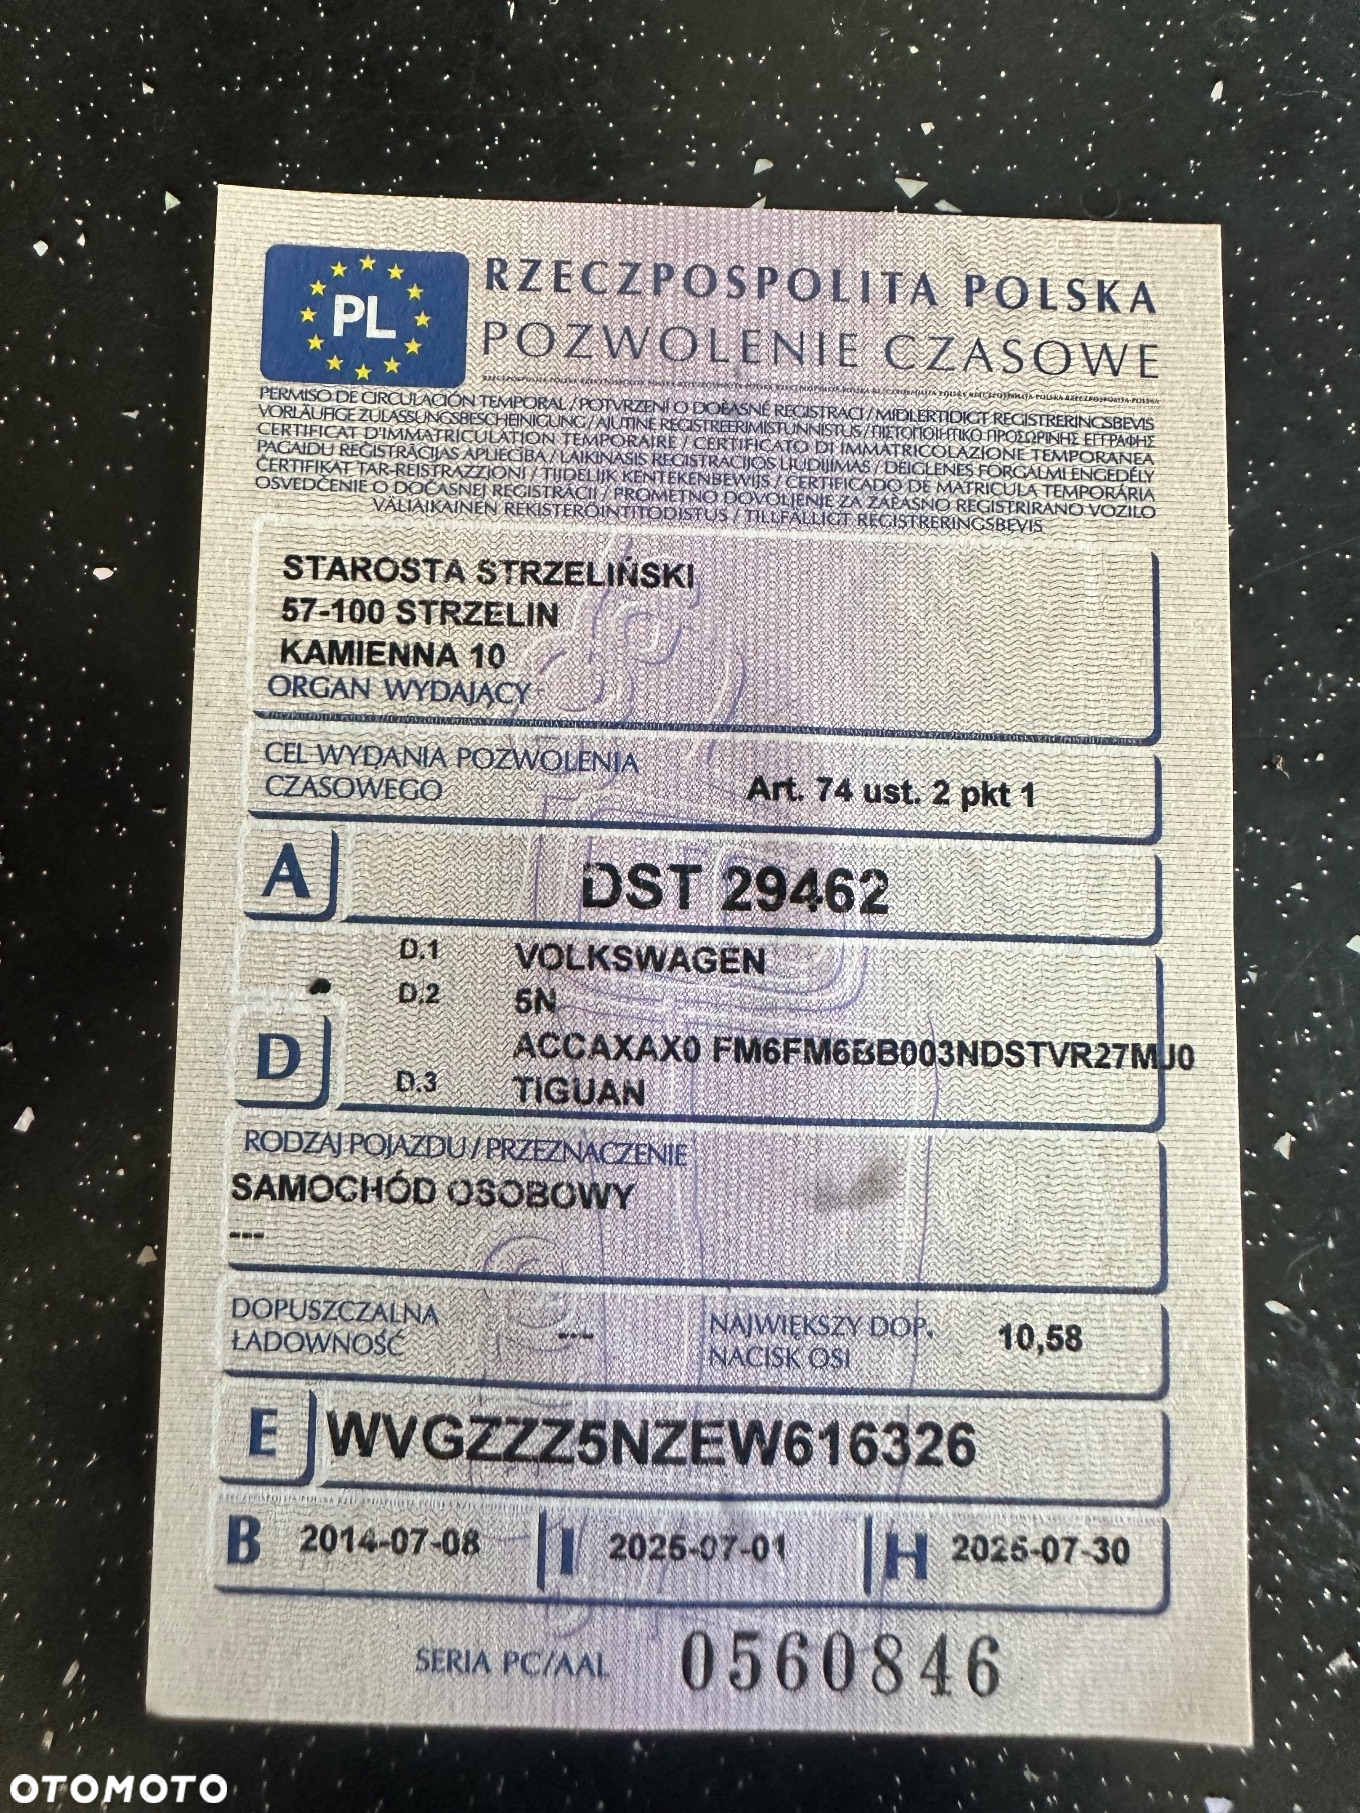 PL
RZECZPOSPOLITA POLSKA
POZWOLENIE CZASOWE
PERMISO DE CIRCULACIÓN TEMPORAL / POTVRZENÍ O DOČASNÉ REGISTRACI / MIDLERTIDIGT REGISTRERINGSBEVIS
VORLÄUFIGE ZULASSUNGSBESCHEINIGUNG / AJUTINE REGISTREERIMISTUNNISTUS / ΠΙΣΤΟΠΟΙΗΤΙΚΟ ΠΡΟΣΩΡΙΝΗΣ ΕΓΓΡΑΦΗΣ
CERTIFICAT D'IMMATRICULATION TEMPORAIRE / CERTIFICATO DI IMMATRICOLAZIONE TEMPORANEA
PAGAIDU REĢISTRĀCIJAS APLIECĪBA / LAIKINASIS REGISTRACIJOS LIUDIJIMAS / DEIGLENES FORGALMI ENGEDÉLY
ĊERTIFIKAT TAR-REĠISTRAZZJONI / TIJDELIJK KENTEKENBEWIJS / CERTIFICADO DE MATRÍCULA TEMPORÁRIA
OSVEDČENIE O DOČASNEJ REGISTRÁCII / PROMETNO DOVOLJENJE ZA ZAČASNO REGISTRIRANO VOZILO
VÄLIAIKAINEN REKISTERÖINTITODISTUS / TILLFÄLLIGT REGISTRERINGSBEVIS
STAROSTA STRZELIŃSKI
57-100 STRZELIN
KAMIENNA 10
ORGAN WYDAJĄCY
CEL WYDANIA POZWOLENIA
CZASOWEGO
Art. 74 ust. 2 pkt 1
A DST 29462
D.1 VOLKSWAGEN
D.2 5N
ACCAXAX0 FM6FM6BB003NDSTVR27MJ0
D
D.3 TIGUAN
RODZAJ POJAZDU / PRZEZNACZENIE
SAMOCHÓD OSOBOWY
---
DOPUSZCZALNA
ŁADOWNOŚĆ
---
NAJWIĘKSZY DOP.
NACISK OSI
10,58
E WVGZZZ5NZEW616326
B 2014-07-08 I 2025-07-01 H 2025-07-30
SERIA PC/AAL 0560846
OTOMOTO